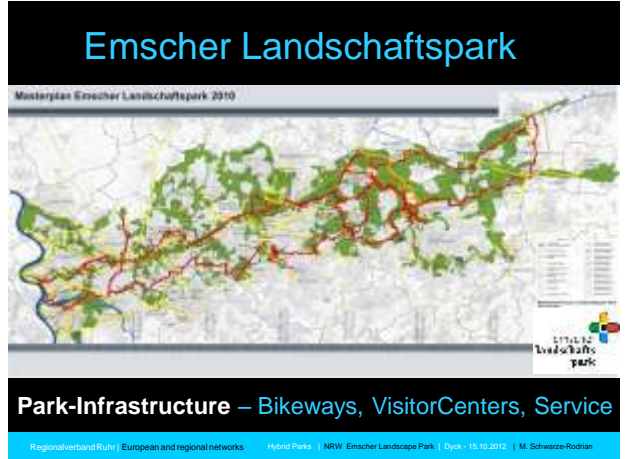 Emscher Landschaftspark
Masterplan Emscher Landschaftspark 2010
emscher
landschafts
park
Park-Infrastructure – Bikeways, VisitorCenters, Service
Regionalverband Ruhr | European and regional networks Hybrid Parks | NRW Emscher Landscape Park | Dyck - 15.10.2012 | M. Schwarze-Rodrian